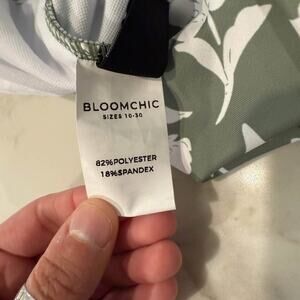 BLOOMCHIC
SIZES 10-30
82%POLYESTER
18%SPANDEX